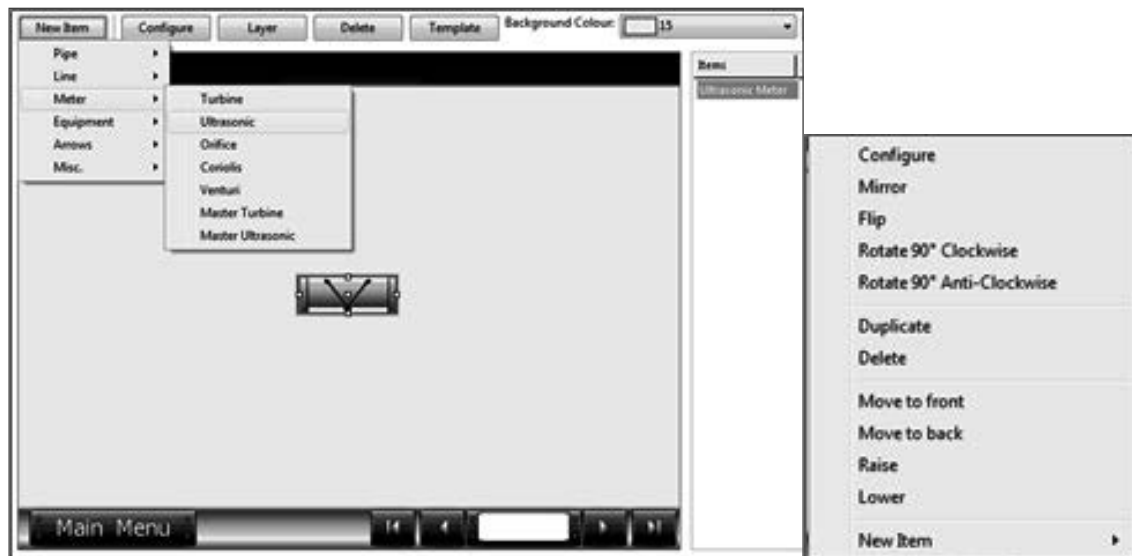 New Item Configure Layer Delete Template Background Colour: 15
Pipe
Line
Meter
Equipment
Arrows
Misc.
Turbine
Ultrasonic
Orifice
Coriolis
Venturi
Master Turbine
Master Ultrasonic
Items
Ultrasonic Meter
Main Menu
Configure
Mirror
Flip
Rotate 90° Clockwise
Rotate 90° Anti-Clockwise
Duplicate
Delete
Move to front
Move to back
Raise
Lower
New Item